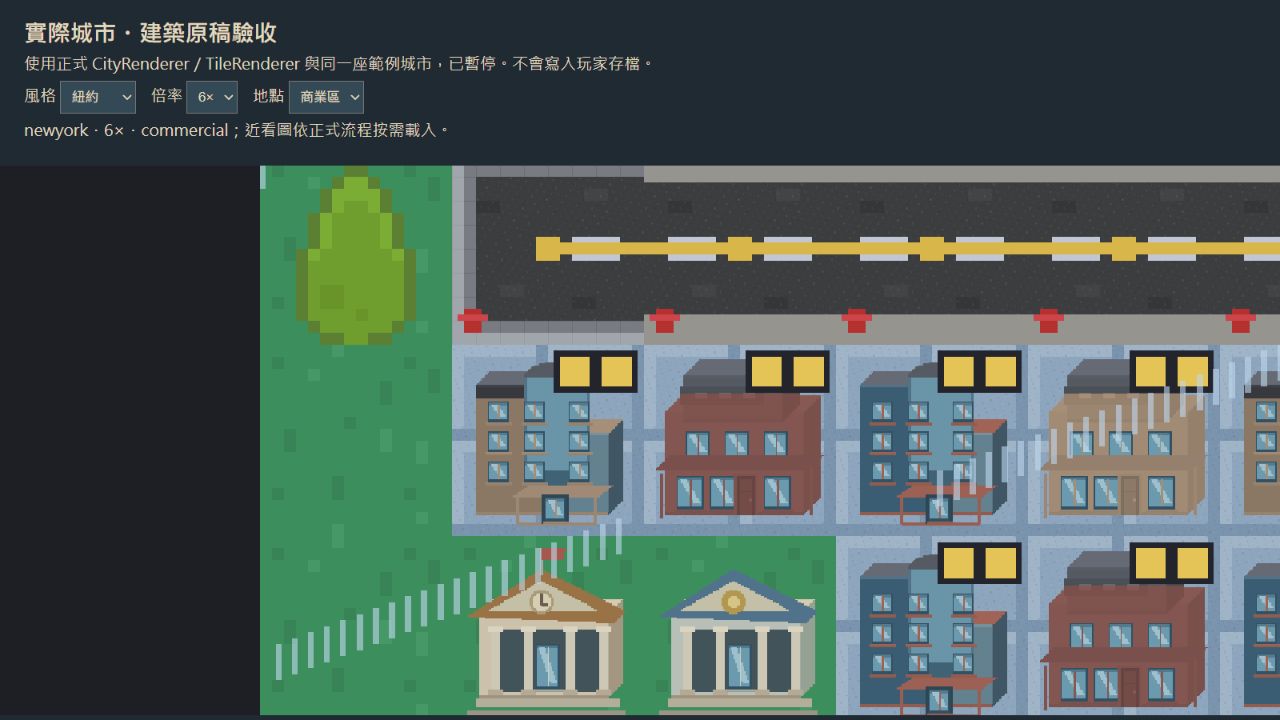 實際城市・建築原稿驗收
使用正式 CityRenderer / TileRenderer 與同一座範例城市，已暫停。不會寫入玩家存檔。
風格 紐約 倍率 6× 地點 商業區
newyork · 6× · commercial；近看圖依正式流程按需載入。